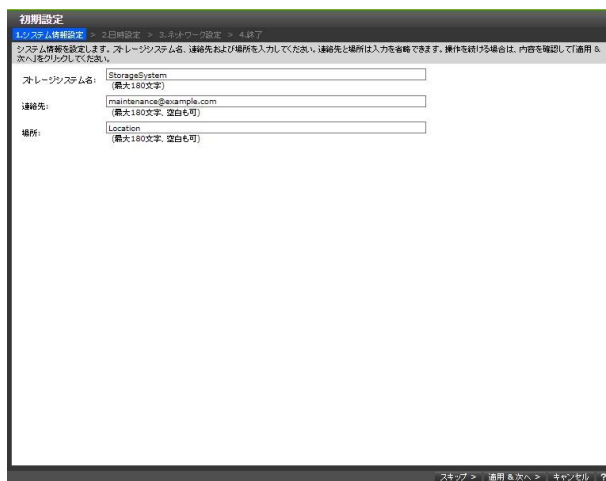 初期設定
1.システム情報設定 > 2.日時設定 > 3.ネットワーク設定 > 4.終了
システム情報を設定します。ストレージシステム名、連絡先および場所を入力してください。連絡先と場所は入力を省略できます。操作を続ける場合は、内容を確認して「適用 &
次へ」をクリックしてください。
ストレージシステム名: StorageSystem
(最大180文字)
連絡先: maintenance@example.com
(最大180文字、空白も可)
場所: Location
(最大180文字、空白も可)
スキップ > 適用 &次へ > キャンセル ?